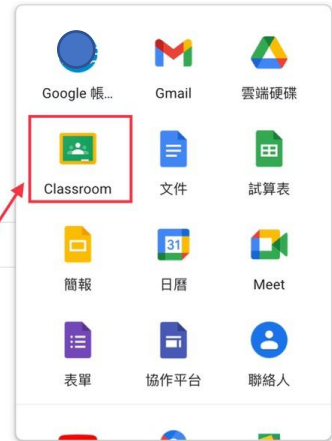 Google 帳...
Gmail
雲端硬碟
Classroom
文件
試算表
31
簡報
日曆
Meet
表單
協作平台
聯絡人